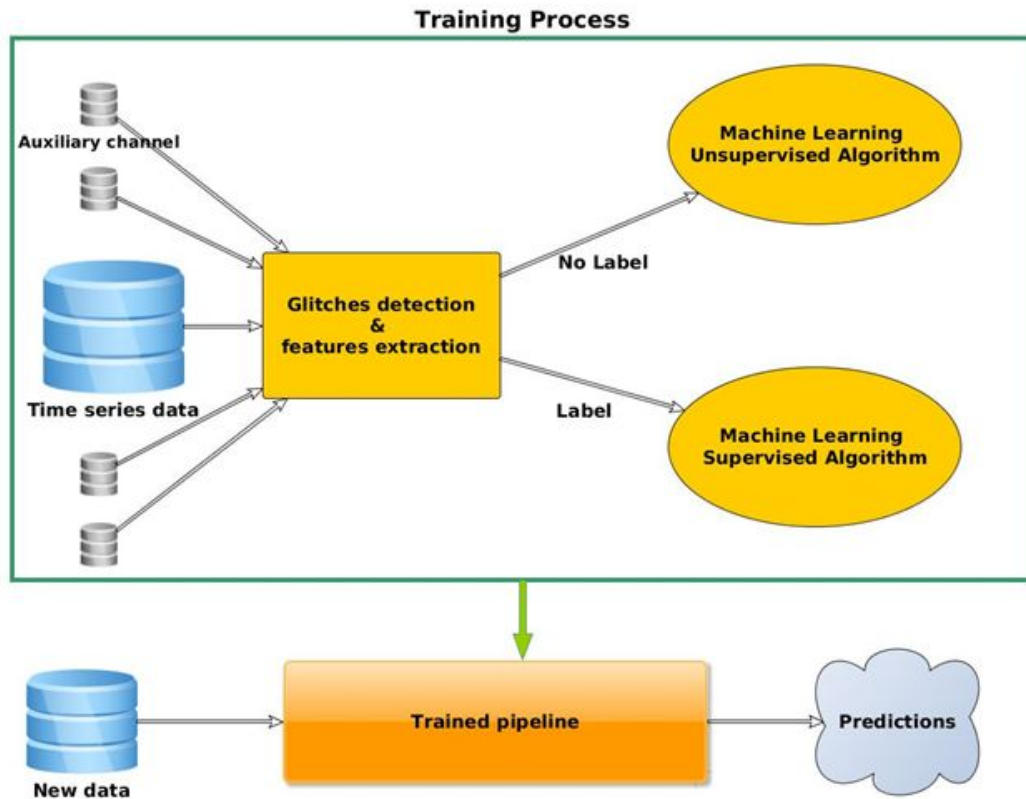 Training Process
Auxiliary channel
Machine Learning
Unsupervised Algorithm
No Label
Glitches detection
&
features extraction
Time series data
Label
Machine Learning
Supervised Algorithm
Trained pipeline
Predictions
New data